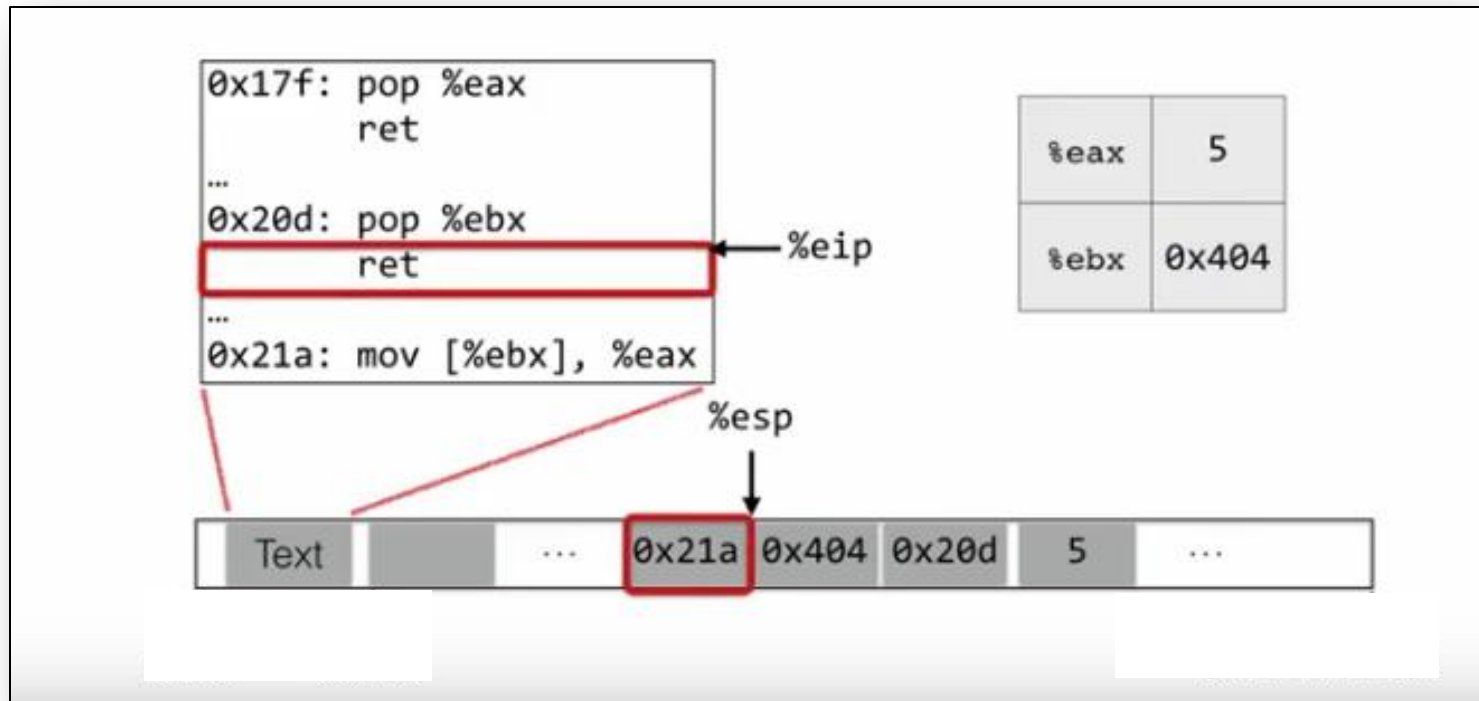 0x17f: pop %eax
ret
…
0x20d: pop %ebx
ret
…
0x21a: mov [%ebx], %eax
%eip
%eax 5
%ebx 0x404
%esp
Text ... 0x21a 0x404 0x20d 5 ...